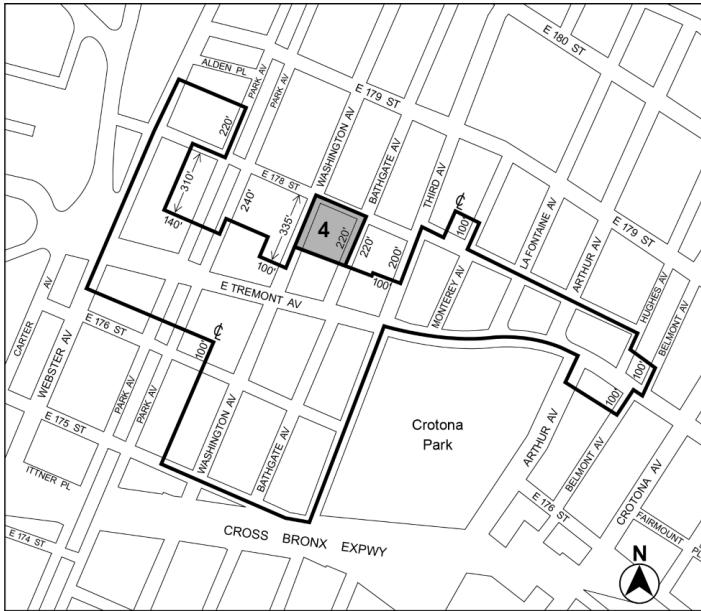 E 180 ST
ALDEN PL
PARK AV
PARK AV
E 179 ST
E 179 ST
220'
WASHINGTON AV
BATHGATE AV
THIRD AV
E 178 ST
310'
140'
240'
335'
100'
4
220'
220'
200'
100'
℄
100'
LA FONTAINE AV
ARTHUR AV
HUGHES AV
BELMONT AV
MONTEREY AV
E TREMONT AV
CARTER AV
WEBSTER AV
E 176 ST
℄
100'
PARK AV
PARK AV
E 175 ST
ITTNER PL
E 174 ST
WASHINGTON AV
BATHGATE AV
Crotona
Park
100'
100'
ARTHUR AV
BELMONT AV
E 176 ST
CROTONA AV
FAIRMOUNT PL
CROSS BRONX EXPWY
N